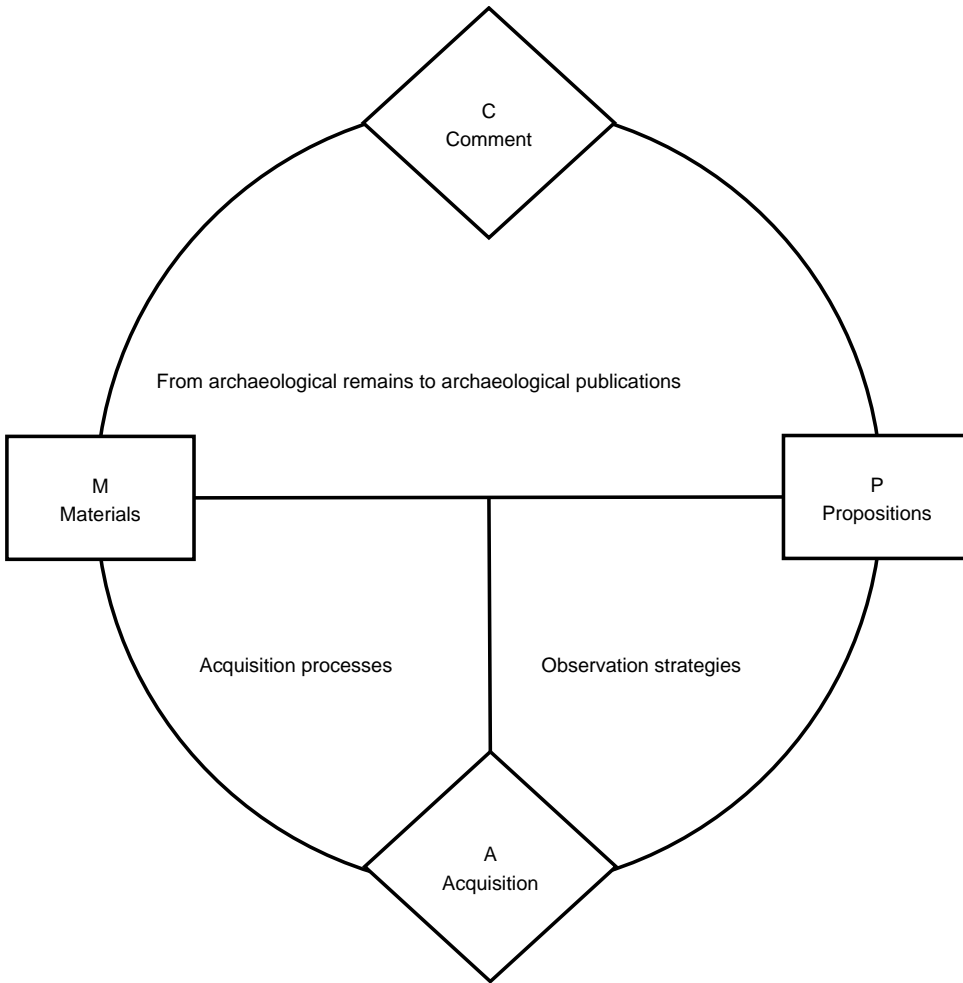 C
Comment
From archaeological remains to archaeological publications
M
Materials
P
Propositions
Acquisition processes
Observation strategies
A
Acquisition